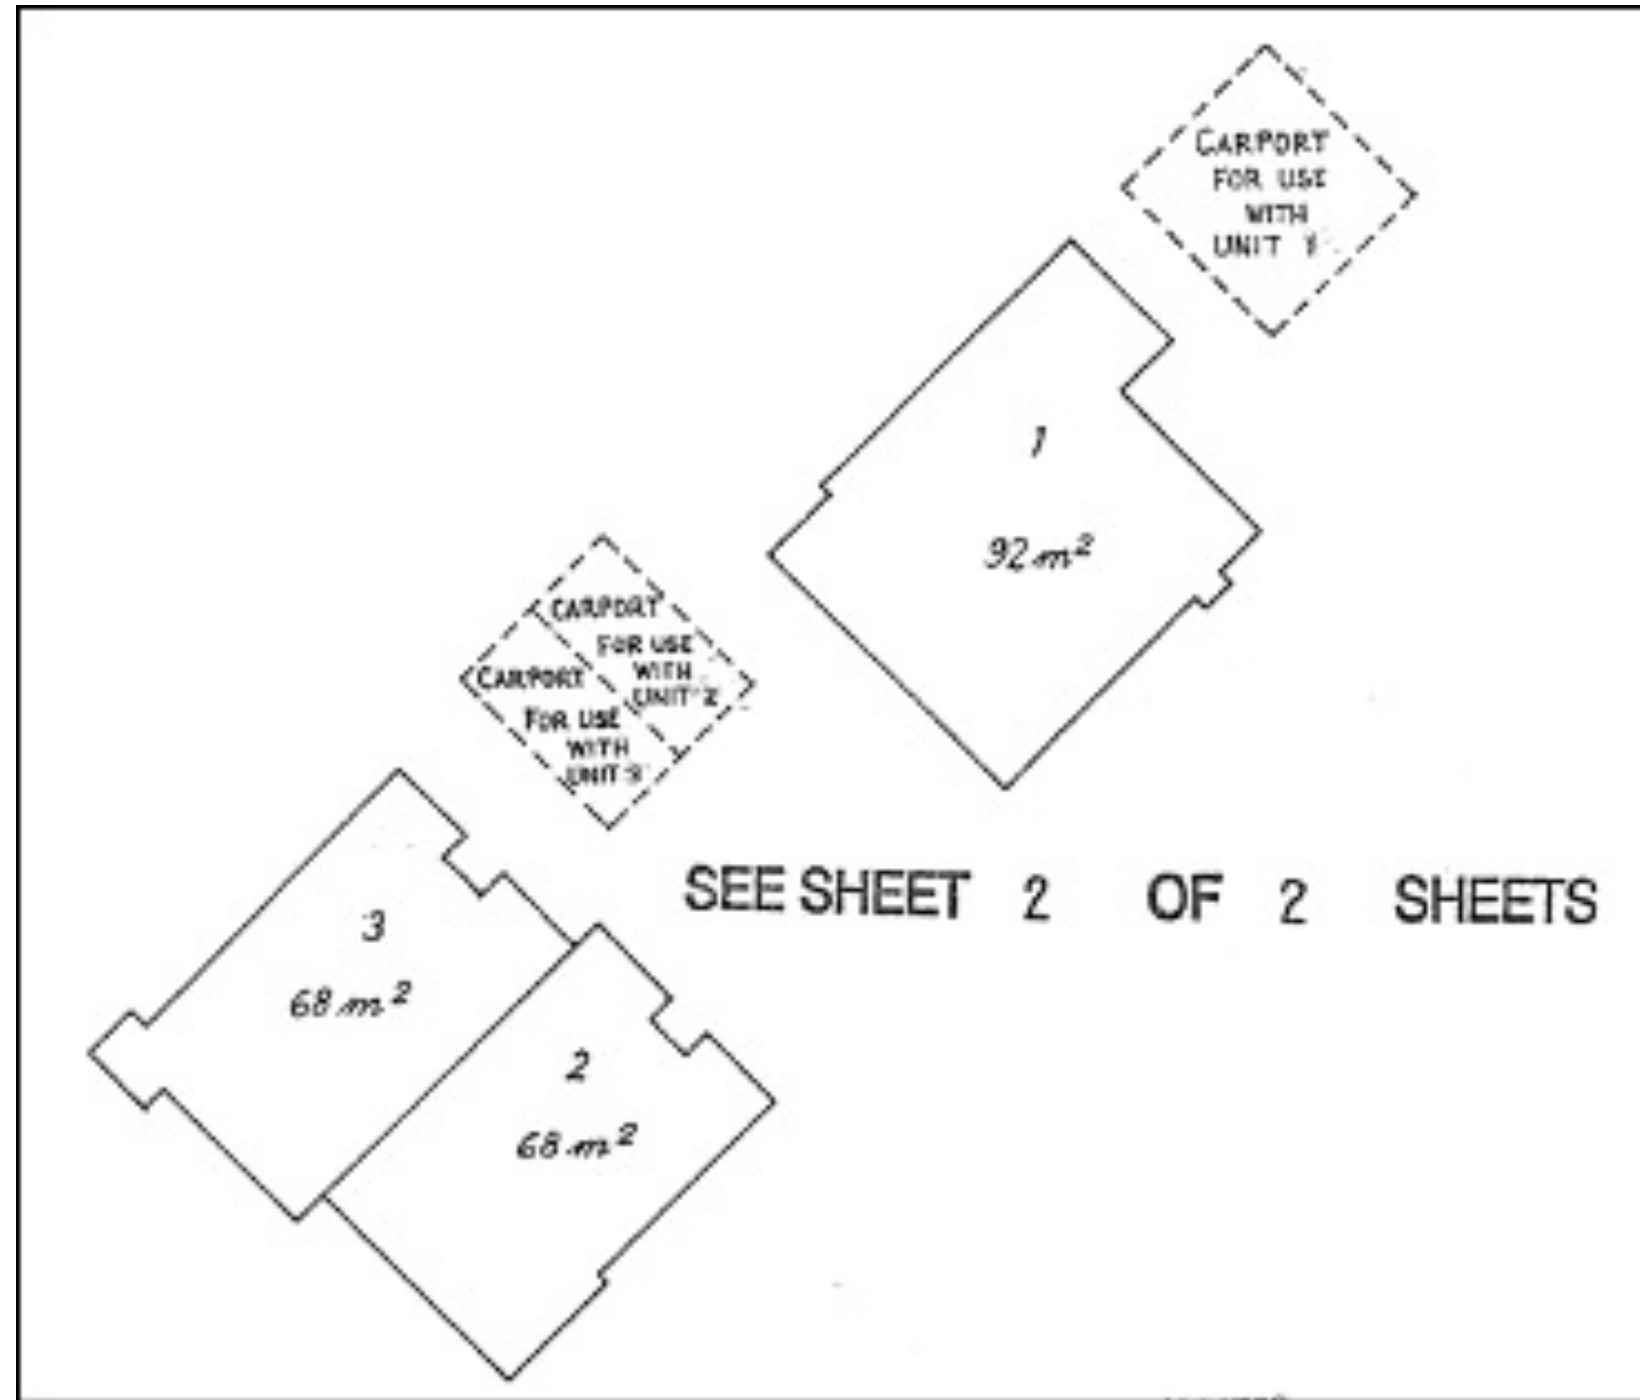 CARPORT
FOR USE
WITH
UNIT 1
1
92 m²
CARPORT
FOR USE
WITH
UNIT 2
CARPORT
FOR USE
WITH
UNIT 3
SEE SHEET 2 OF 2 SHEETS
3
68 m²
2
68 m²